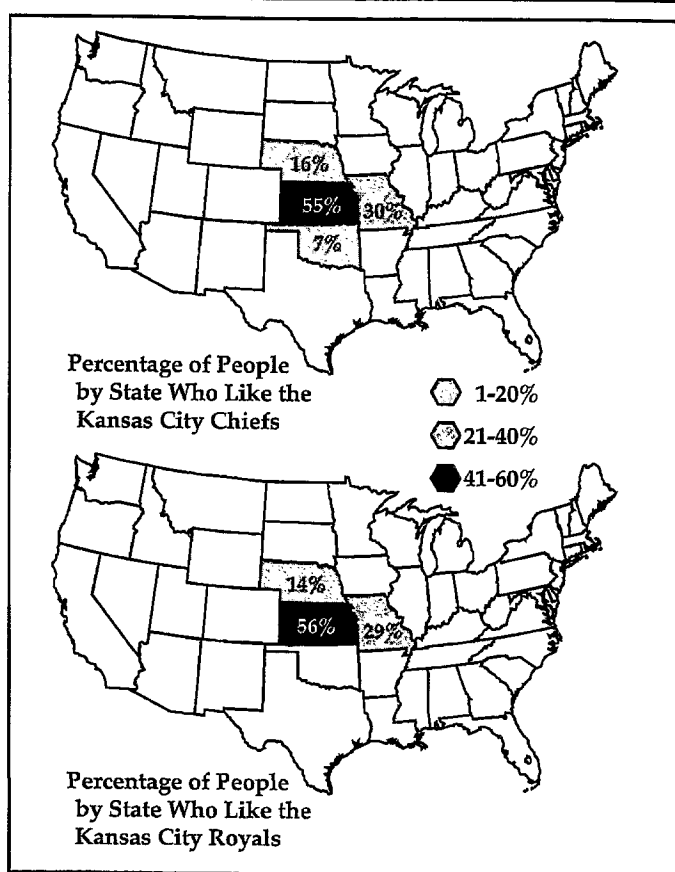 16%
55%
30%
7%
Percentage of People
by State Who Like the
Kansas City Chiefs
1-20%
21-40%
41-60%
14%
56%
29%
Percentage of People
by State Who Like the
Kansas City Royals